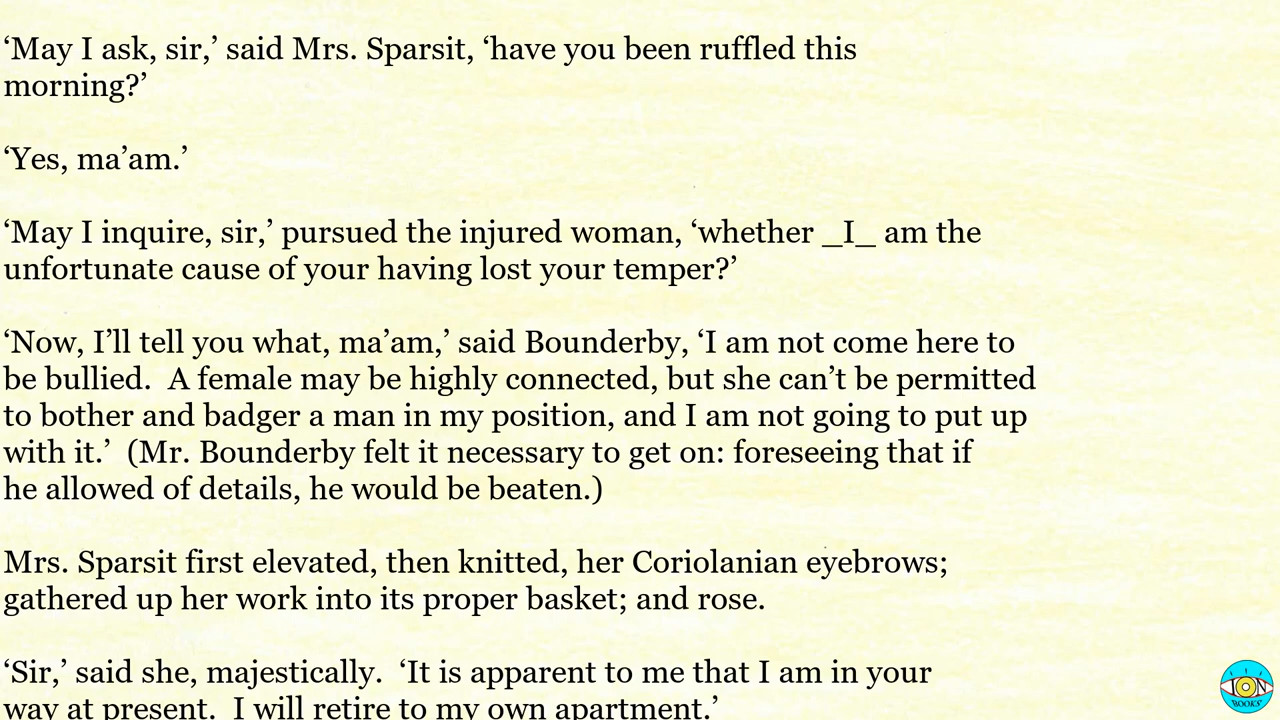 ‘May I ask, sir,’ said Mrs. Sparsit, ‘have you been ruffled this
morning?’
‘Yes, ma’am.’
‘May I inquire, sir,’ pursued the injured woman, ‘whether _I_ am the
unfortunate cause of your having lost your temper?’
‘Now, I’ll tell you what, ma’am,’ said Bounderby, ‘I am not come here to
be bullied.  A female may be highly connected, but she can’t be permitted
to bother and badger a man in my position, and I am not going to put up
with it.’  (Mr. Bounderby felt it necessary to get on: foreseeing that if
he allowed of details, he would be beaten.)
Mrs. Sparsit first elevated, then knitted, her Coriolanian eyebrows;
gathered up her work into its proper basket; and rose.
‘Sir,’ said she, majestically.  ‘It is apparent to me that I am in your
way at present.  I will retire to my own apartment.’
ION
BOOKS